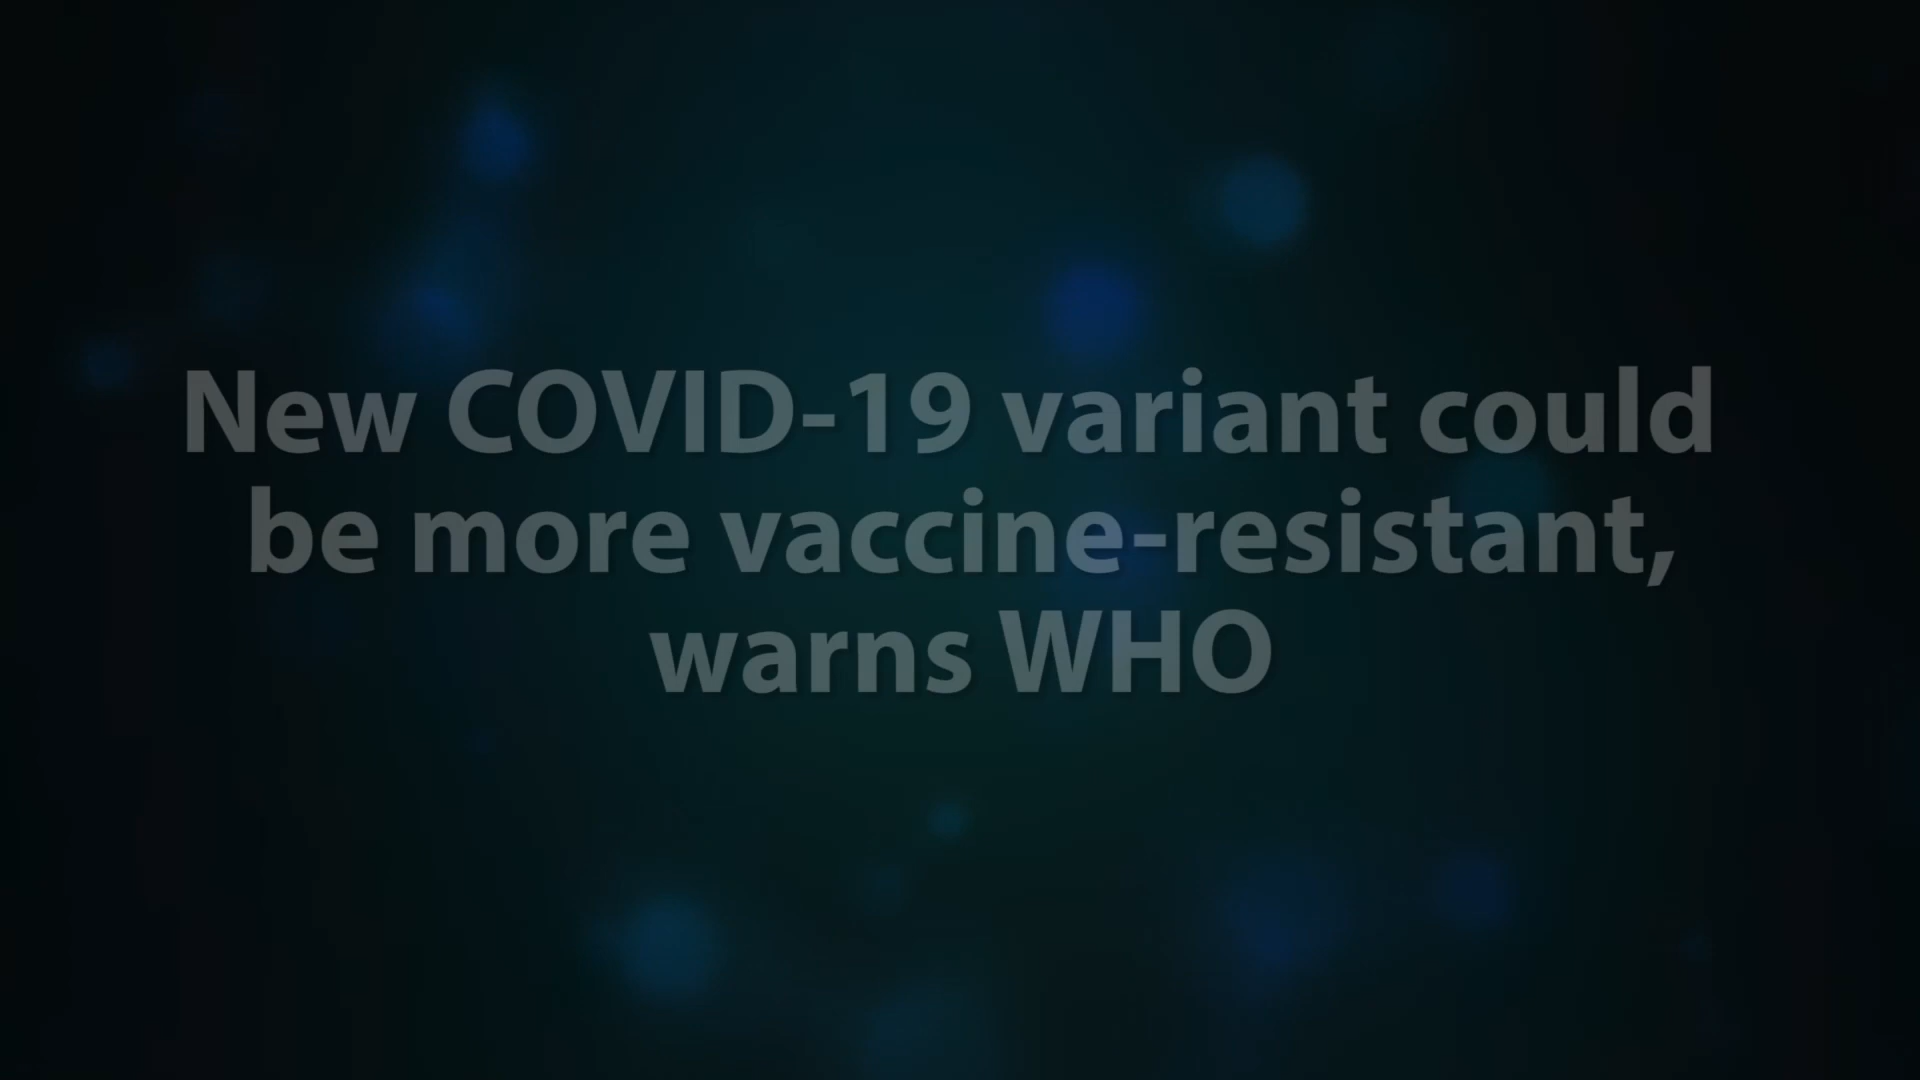 New COVID-19 variant could
be more vaccine-resistant,
warns WHO